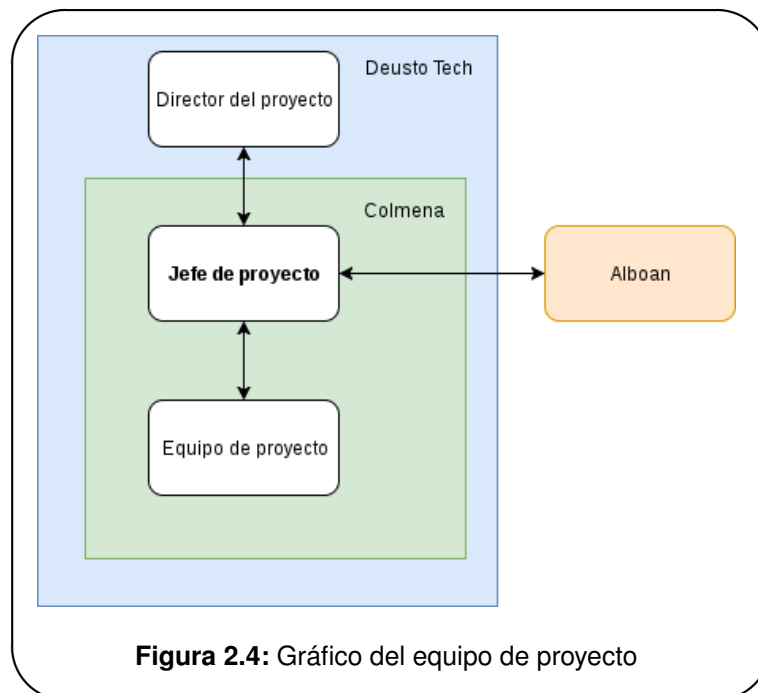 Deusto Tech
Director del proyecto
Colmena
Jefe de proyecto
Alboan
Equipo de proyecto
Figura 2.4: Gráfico del equipo de proyecto